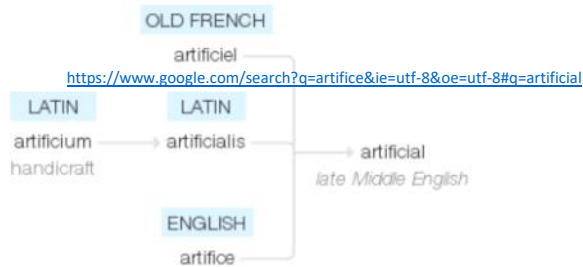 OLD FRENCH
artificiel
https://www.google.com/search?q=artifice&ie=utf-8&oe=utf-8#q=artificial
LATIN LATIN
artificium artificialis
artificial
handicraft
late Middle English
ENGLISH
artifice